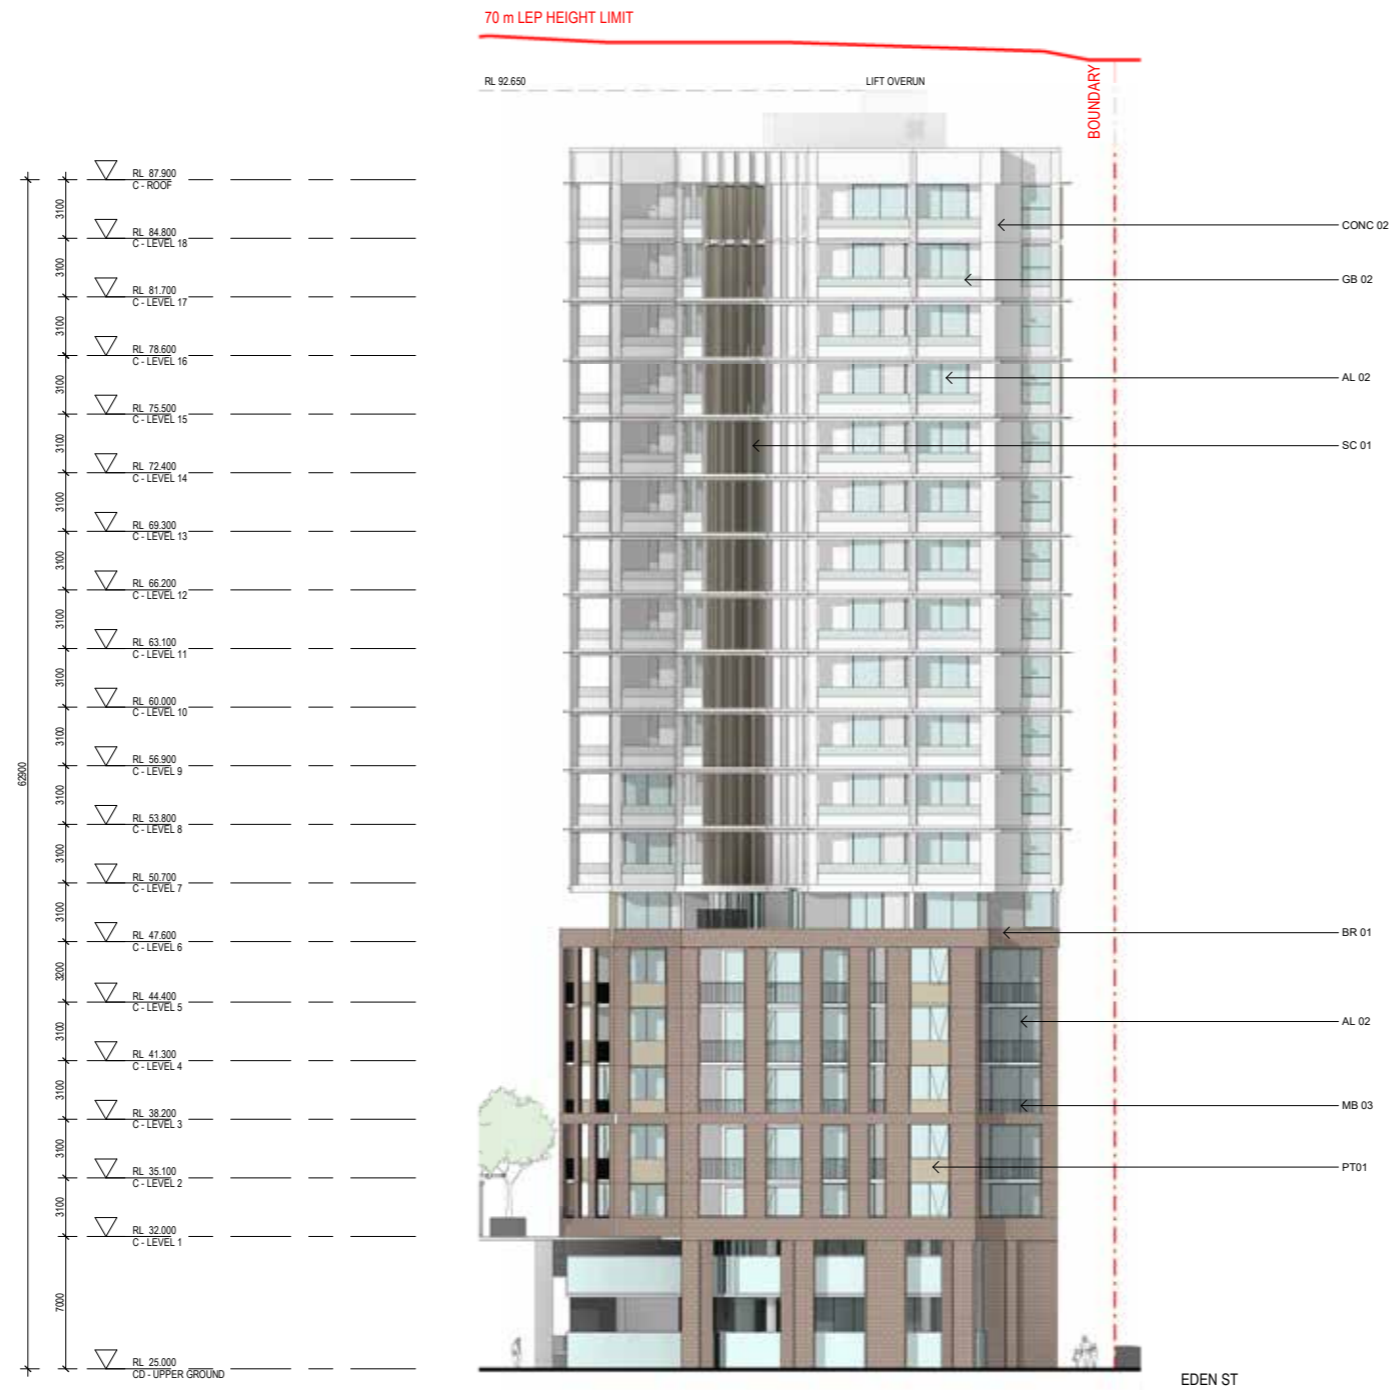 70 m LEP HEIGHT LIMIT
BOUNDARY
RL 92.650
LIFT OVERUN
RL 87.900
C - ROOF
3100
RL 84.800
C - LEVEL 18
3100
RL 81.700
C - LEVEL 17
3100
RL 78.600
C - LEVEL 16
3100
RL 75.500
C - LEVEL 15
3100
RL 72.400
C - LEVEL 14
3100
RL 69.300
C - LEVEL 13
3100
RL 66.200
C - LEVEL 12
3100
RL 63.100
C - LEVEL 11
3100
RL 60.000
C - LEVEL 10
3100
RL 56.900
C - LEVEL 9
3100
RL 53.800
C - LEVEL 8
3100
RL 50.700
C - LEVEL 7
3100
RL 47.600
C - LEVEL 6
3200
RL 44.400
C - LEVEL 5
3100
RL 41.300
C - LEVEL 4
3100
RL 38.200
C - LEVEL 3
3100
RL 35.100
C - LEVEL 2
3100
RL 32.000
C - LEVEL 1
7000
RL 25.000
CD - UPPER GROUND
62900
CONC 02
GB 02
AL 02
SC 01
BR 01
AL 02
MB 03
PT01
EDEN ST